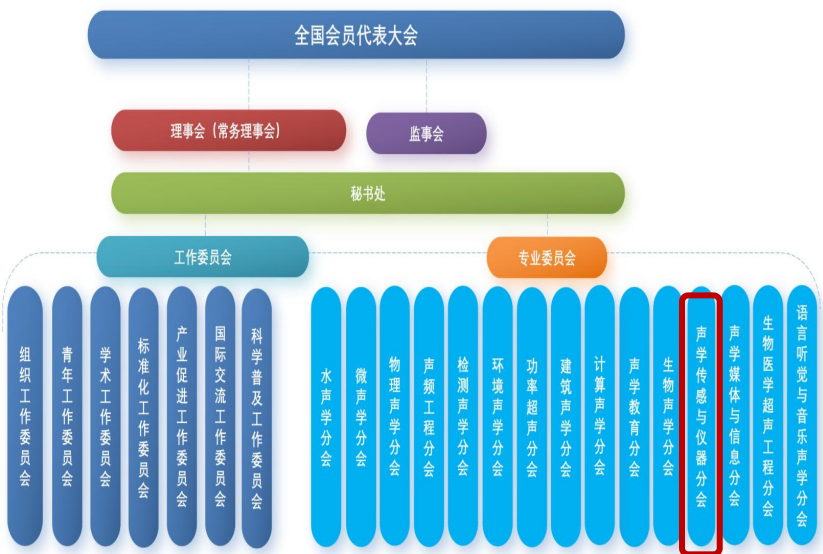 全国会员代表大会
理事会（常务理事会）
监事会
秘书处
工作委员会
专业委员会
组织工作委员会
青年工作委员会
学术工作委员会
标准化工作委员会
产业促进工作委员会
国际交流工作委员会
科学普及工作委员会
水声学分会
微声学分会
物理声学分会
声频工程分会
检测声学分会
环境声学分会
功率超声分会
建筑声学分会
计算声学分会
声学教育分会
生物声学分会
声学传感与仪器分会
声学媒体与信息分会
生物医学超声工程分会
语言听觉与音乐声学分会